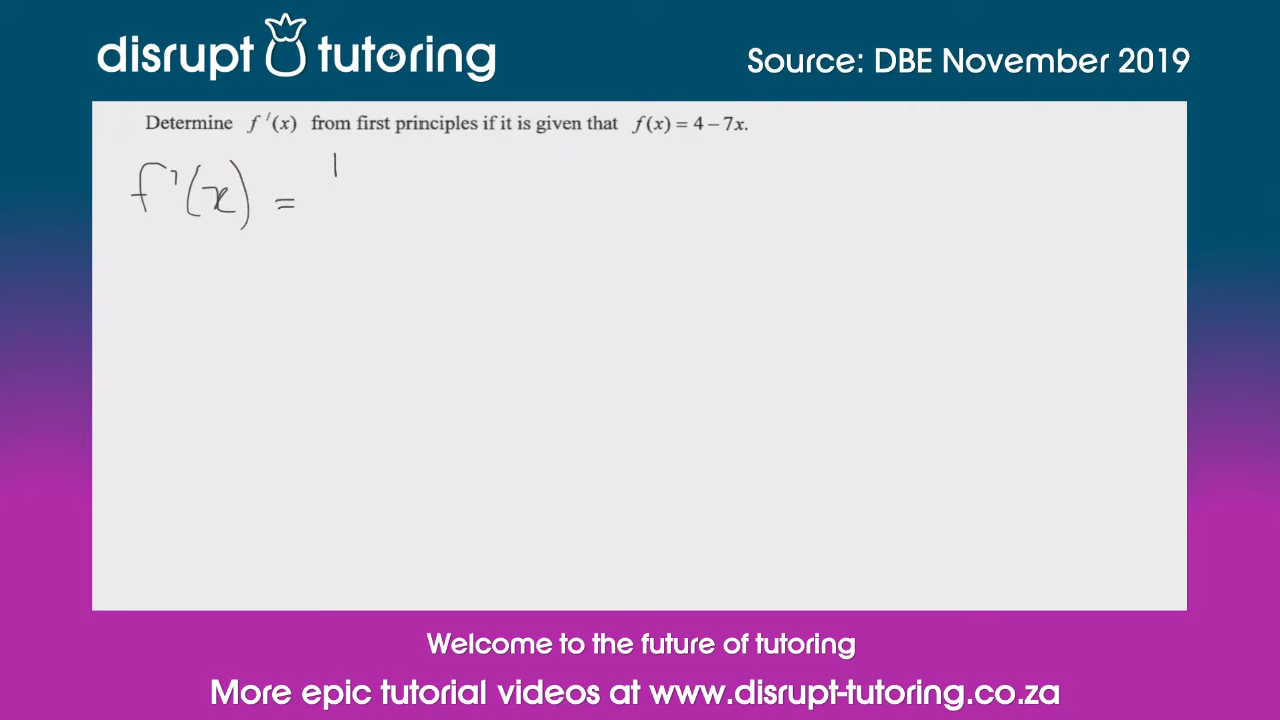 disrupt tutoring
Source: DBE November 2019
Determine f '(x) from first principles if it is given that f(x) = 4 – 7x.
f'(x) =
Welcome to the future of tutoring
More epic tutorial videos at www.disrupt-tutoring.co.za